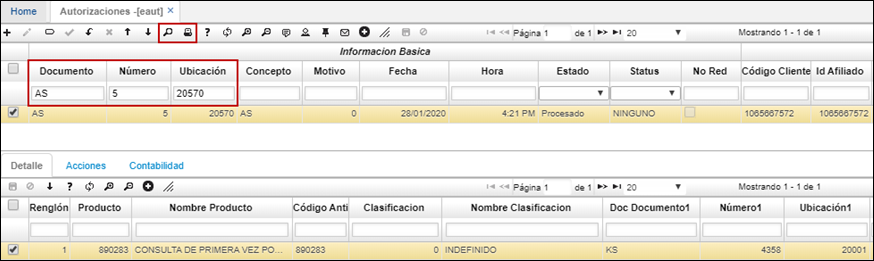 Home Autorizaciones -[eaut] ×
Página 1 de 1 20 Mostrando 1 - 1 de 1
Informacion Basica
Documento Número Ubicación Concepto Motivo Fecha Hora Estado Status No Red Código Cliente Id Afiliado
AS 5 20570
AS 5 20570 AS 0 28/01/2020 4:21 PM Procesado NINGUNO 1065667572 1065667572
Detalle Acciones Contabilidad
Página 1 de 1 20 Mostrando 1 - 1 de 1
Renglón Producto Nombre Producto Código Anti Clasificacion Nombre Clasificacion Doc Documento1 Número1 Ubicación1
1 890283 CONSULTA DE PRIMERA VEZ PO... 890283 0 INDEFINIDO KS 4358 20001